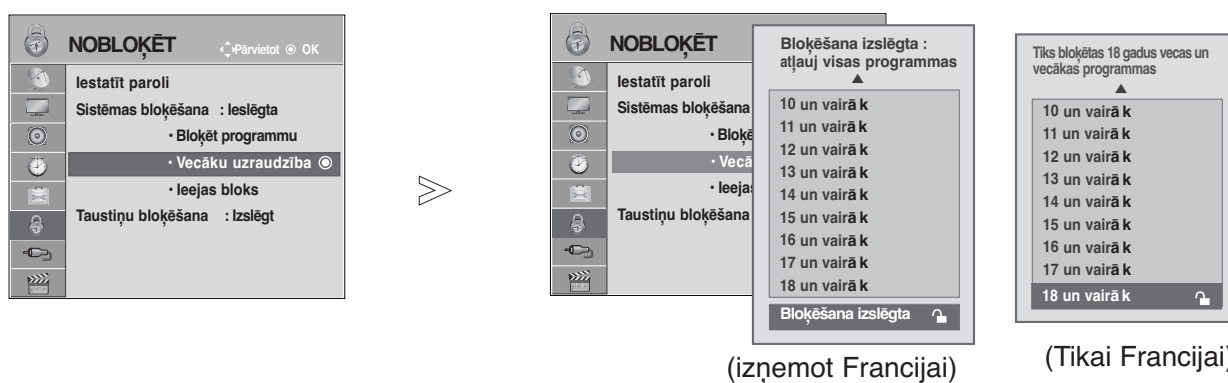 NOBLOĶĒT
Pārvietot OK
Iestatīt paroli
Sistēmas bloķēšana : Ieslēgta
• Bloķēt programmu
• Vecāku uzraudzība
• Ieejas bloks
Taustiņu bloķēšana : Izslēgt
NOBLOĶĒT
Iestatīt paroli
Sistēmas bloķēšana
• Bloķē
• Vecā
• Ieejas
Taustiņu bloķēšana
Bloķēšana izslēgta :
atļauj visas programmas
10 un vairāk
11 un vairāk
12 un vairāk
13 un vairāk
14 un vairāk
15 un vairāk
16 un vairāk
17 un vairāk
18 un vairāk
Bloķēšana izslēgta
(izņemot Francijai)
Tiks bloķētas 18 gadus vecas un
vecākas programmas
10 un vairāk
11 un vairāk
12 un vairāk
13 un vairāk
14 un vairāk
15 un vairāk
16 un vairāk
17 un vairāk
18 un vairāk
(Tikai Francijai)